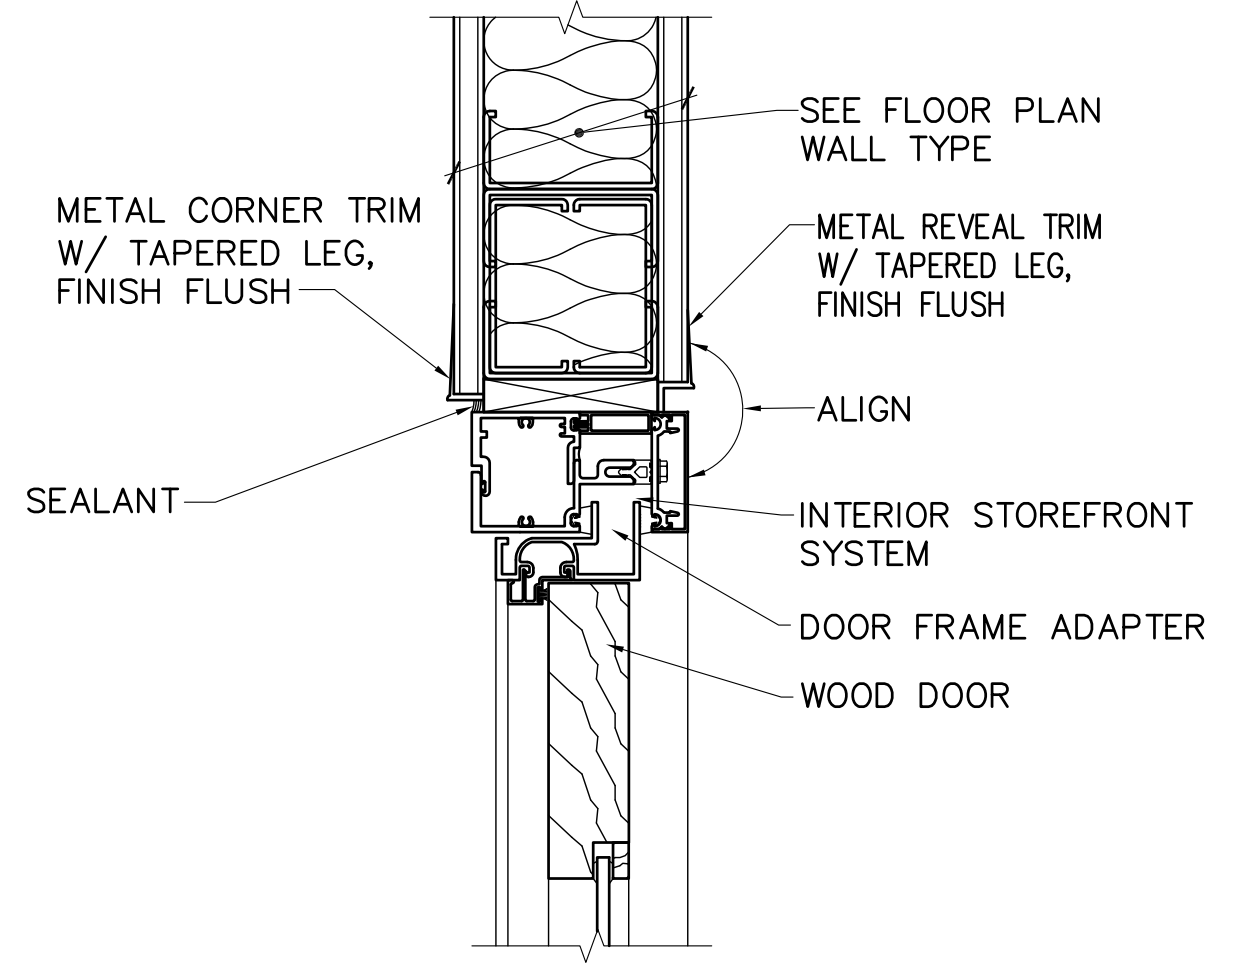 SEE FLOOR PLAN
WALL TYPE
METAL CORNER TRIM
W/ TAPERED LEG,
FINISH FLUSH
METAL REVEAL TRIM
W/ TAPERED LEG,
FINISH FLUSH
ALIGN
SEALANT
INTERIOR STOREFRONT
SYSTEM
DOOR FRAME ADAPTER
WOOD DOOR